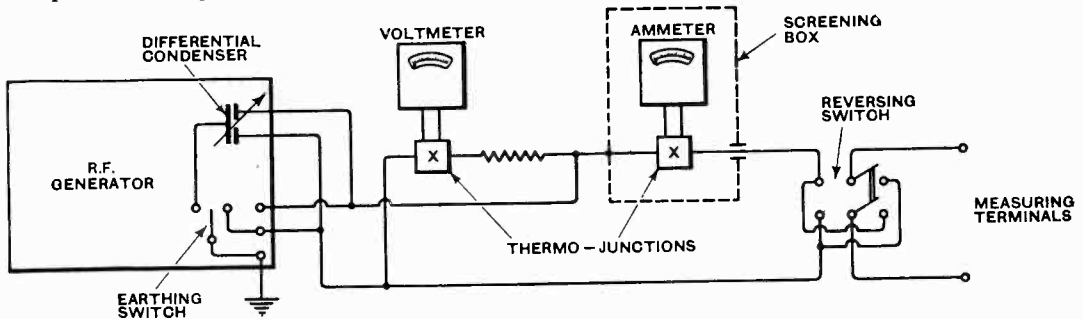 DIFFERENTIAL
CONDENSER
VOLTMETER
AMMETER
SCREENING
BOX
REVERSING
SWITCH
R.F.
GENERATOR
X
X
MEASURING
TERMINALS
THERMO - JUNCTIONS
EARTHING
SWITCH